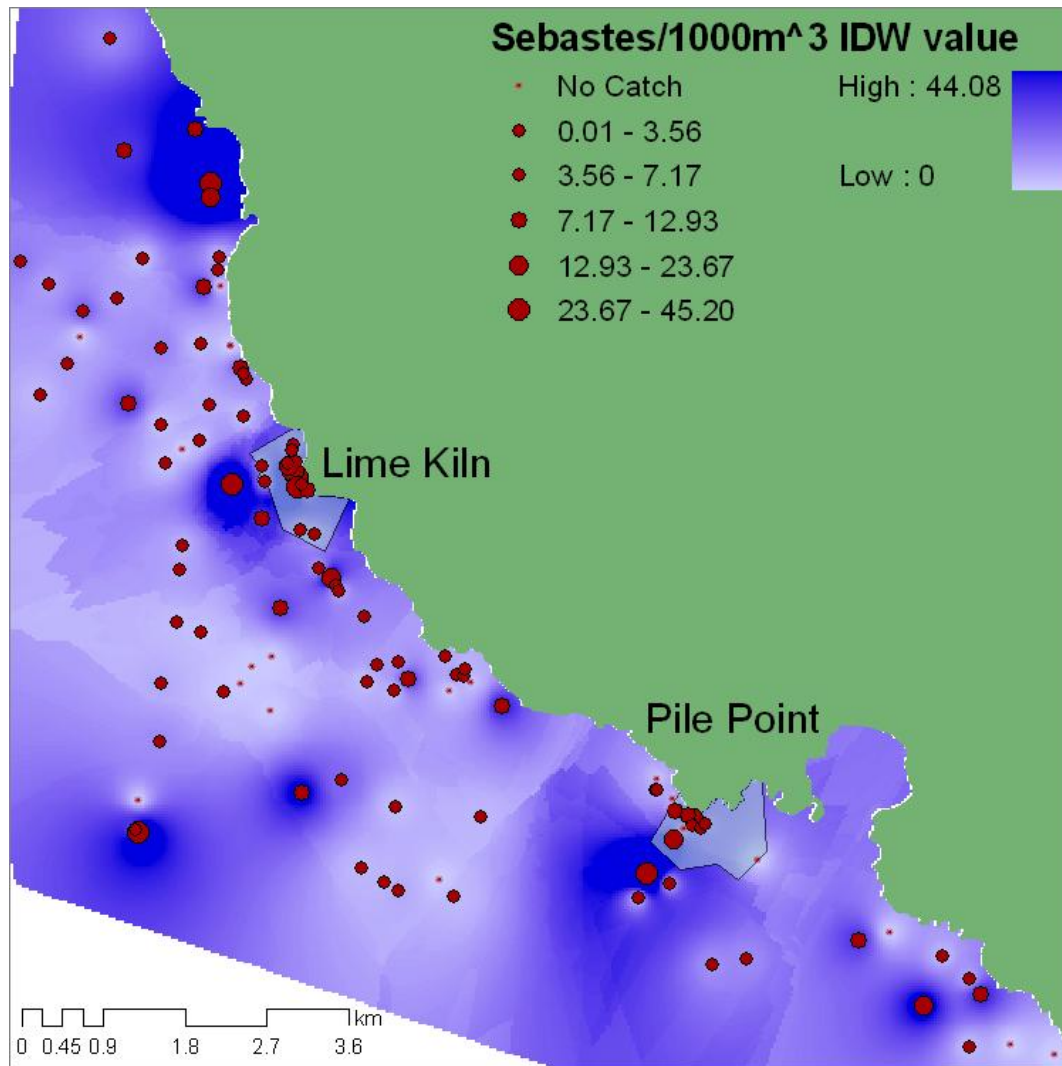 Sebastes/1000m^3 IDW value
No Catch
0.01 - 3.56
3.56 - 7.17
7.17 - 12.93
12.93 - 23.67
23.67 - 45.20
High : 44.08
Low : 0
Lime Kiln
Pile Point
km
0 0.45 0.9 1.8 2.7 3.6